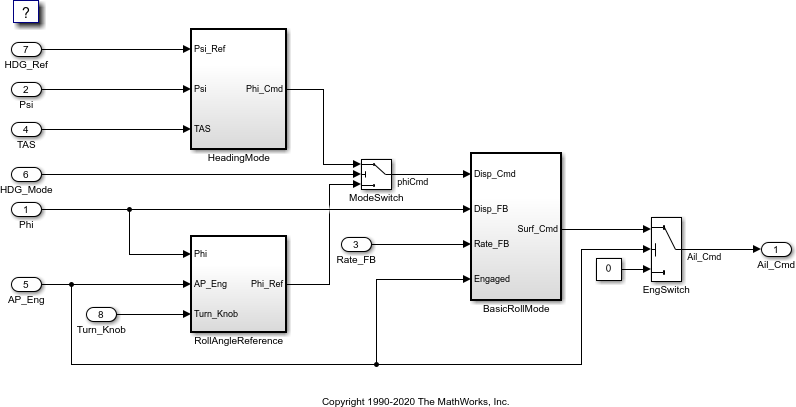 ?
7
HDG_Ref
2
Psi
4
TAS
Psi_Ref
Psi
TAS
Phi_Cmd
HeadingMode
6
HDG_Mode
1
Phi
5
AP_Eng
8
Turn_Knob
Phi
AP_Eng
Turn_Knob
Phi_Ref
RollAngleReference
ModeSwitch
phiCmd
3
Rate_FB
Disp_Cmd
Disp_FB
Rate_FB
Engaged
Surf_Cmd
BasicRollMode
0
EngSwitch
Ail_Cmd
1
Ail_Cmd
Copyright 1990-2020 The MathWorks, Inc.